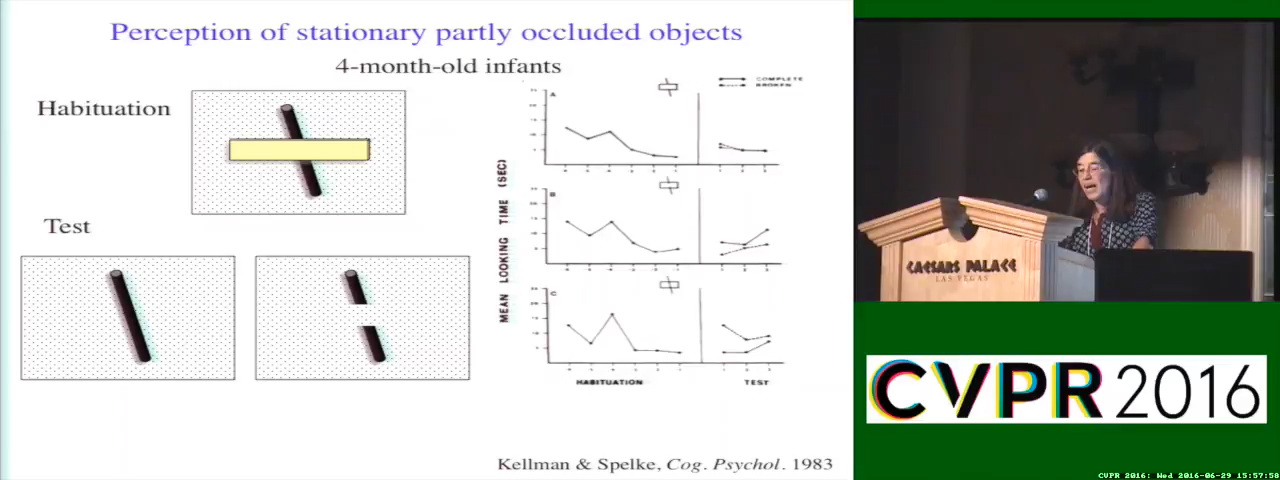 Perception of stationary partly occluded objects
4-month-old infants
Habituation
Test
COMPLETE
BROKEN
A
B
C
MEAN LOOKING TIME (SEC)
HABITUATION
TEST
Kellman & Spelke, Cog. Psychol. 1983
CAESARS PALACE
LAS VEGAS
CVPR 2016
CVPR 2016: Wed 2016-06-29 15:57:58